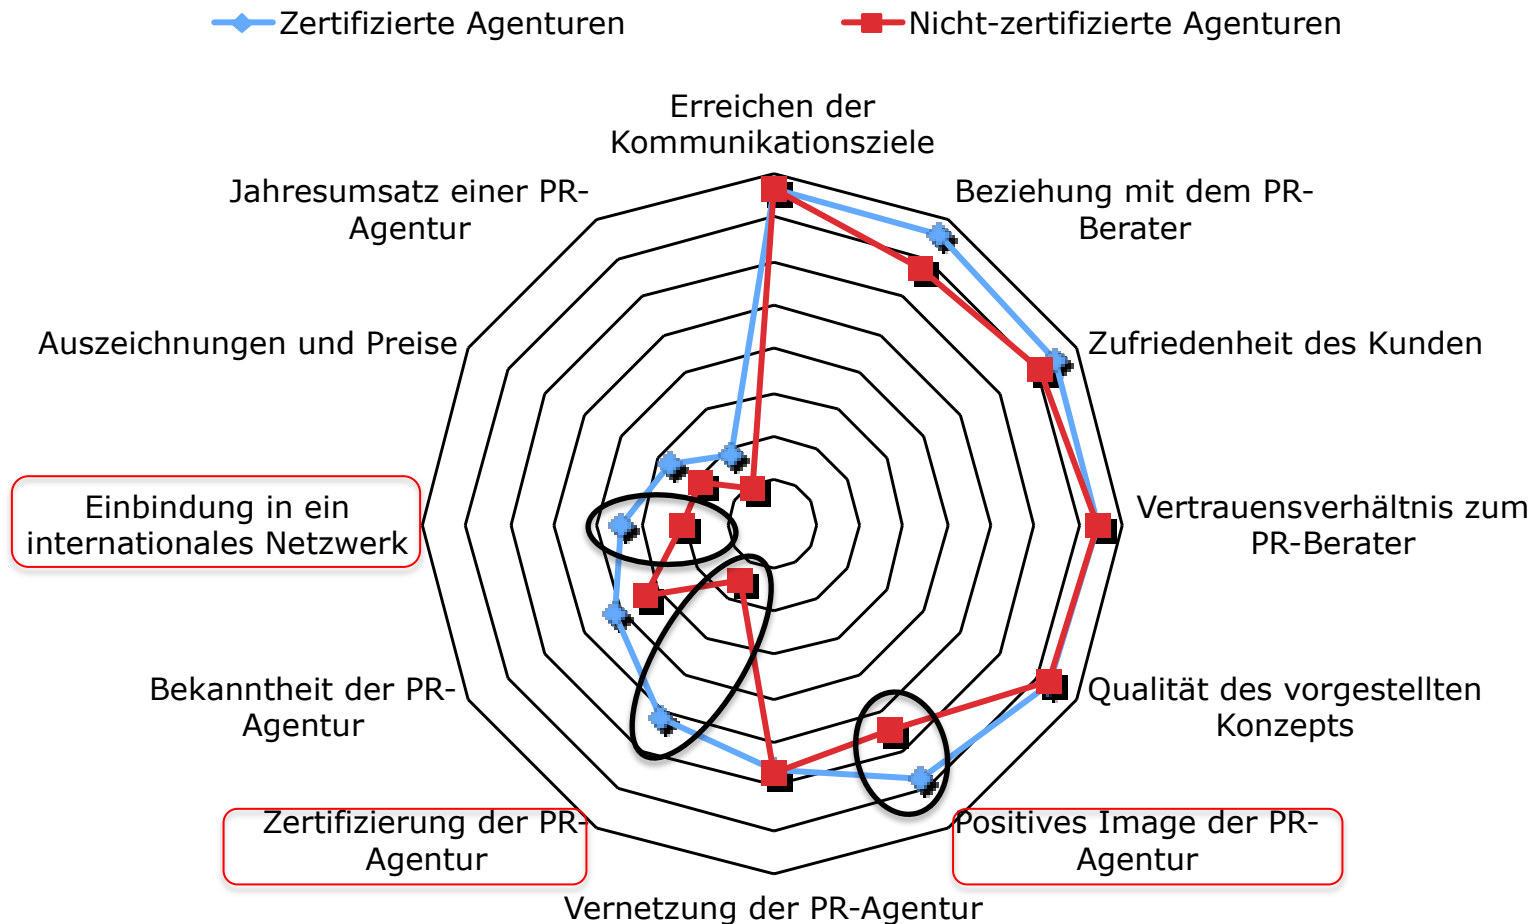 Zertifizierte Agenturen
Nicht-zertifizierte Agenturen
Erreichen der
Kommunikationsziele
Beziehung mit dem PR-
Berater
Zufriedenheit des Kunden
Vertrauensverhältnis zum
PR-Berater
Qualität des vorgestellten
Konzepts
Positives Image der PR-
Agentur
Vernetzung der PR-Agentur
Zertifizierung der PR-
Agentur
Bekanntheit der PR-
Agentur
Einbindung in ein
internationales Netzwerk
Auszeichnungen und Preise
Jahresumsatz einer PR-
Agentur